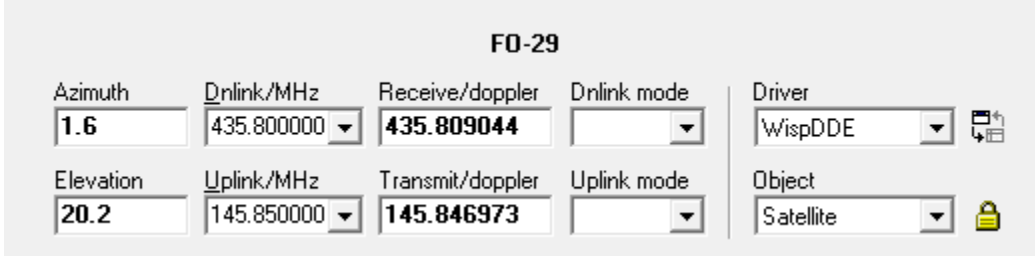 FO-29
Azimuth Dnlink/MHz Receive/doppler Dnlink mode Driver
1.6 435.800000 435.809044 WispDDE
Elevation Uplink/MHz Transmit/doppler Uplink mode Object
20.2 145.850000 145.846973 Satellite